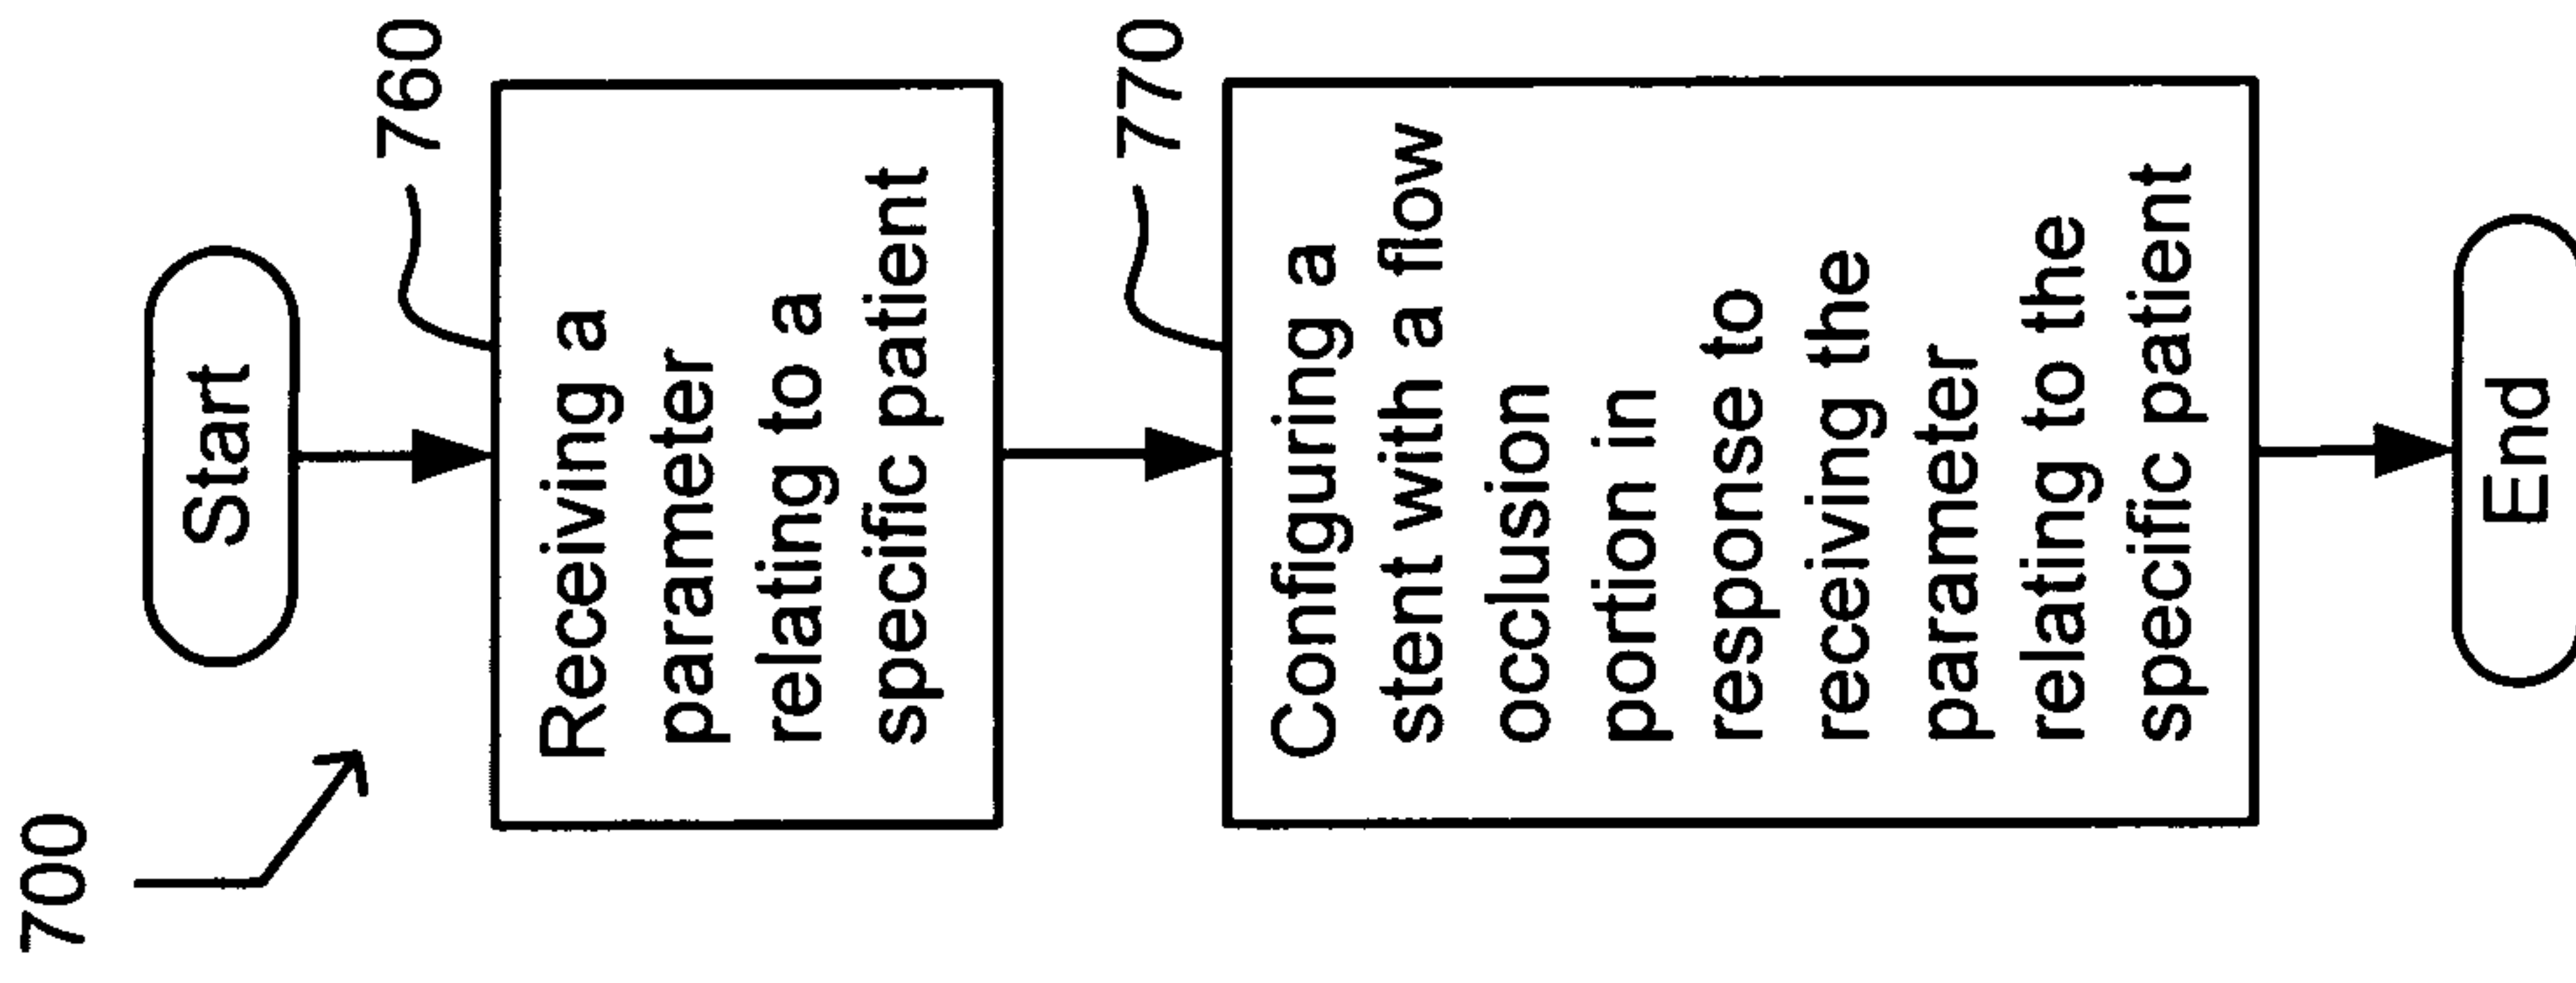 700
Start
760
Receiving a
parameter
relating to a
specific patient
770
Configuring a
stent with a flow
occlusion
portion in
response to
receiving the
parameter
relating to the
specific patient
End